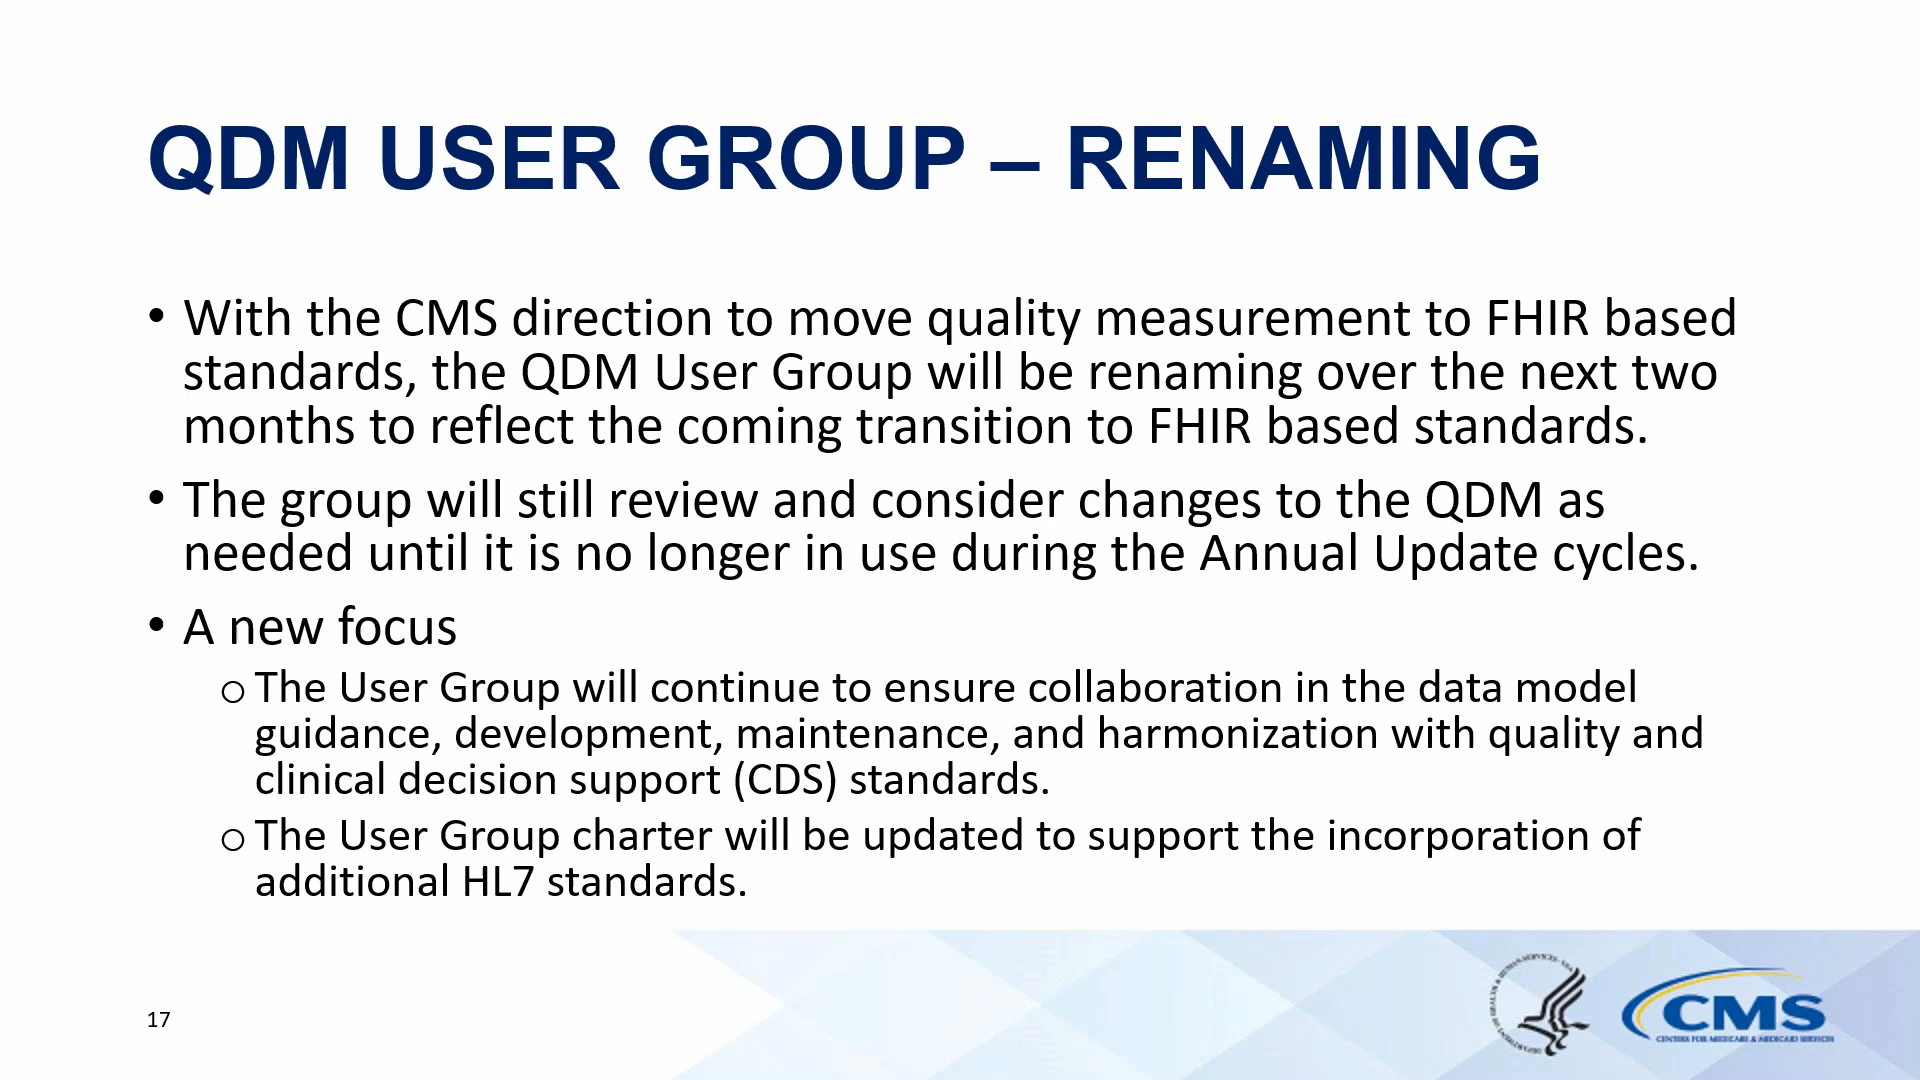 QDM USER GROUP – RENAMING
• With the CMS direction to move quality measurement to FHIR based
standards, the QDM User Group will be renaming over the next two
months to reflect the coming transition to FHIR based standards.
• The group will still review and consider changes to the QDM as
needed until it is no longer in use during the Annual Update cycles.
• A new focus
o The User Group will continue to ensure collaboration in the data model
guidance, development, maintenance, and harmonization with quality and
clinical decision support (CDS) standards.
o The User Group charter will be updated to support the incorporation of
additional HL7 standards.
17
CMS
CENTERS FOR MEDICARE & MEDICAID SERVICES